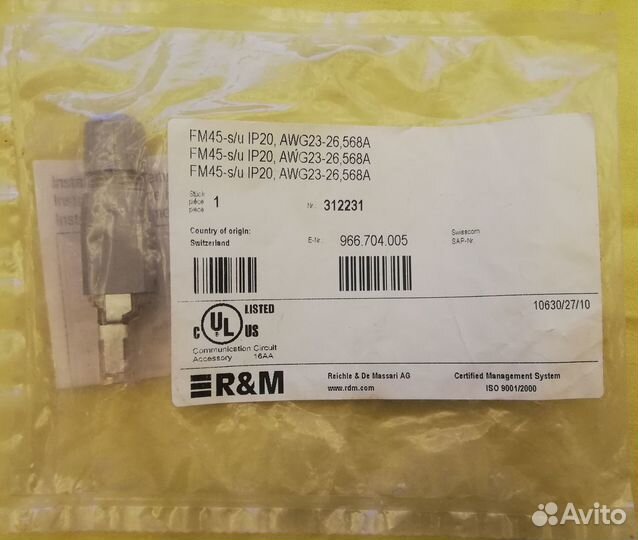 FM45-s/u IP20, AWG23-26,568A
FM45-s/u IP20, AWG23-26,568A
FM45-s/u IP20, AWG23-26,568A
Stück
pièce
piece
1
Nr.: 312231
Country of origin:
Switzerland
E-Nr.: 966.704.005
Swisscom
SAP-Nr
C UL US LISTED
10630/27/10
Communication Circuit
Accessory 16AA
R&M
Reichle & De Massari AG
www.rdm.com
Certified Management System
ISO 9001/2000
Avito